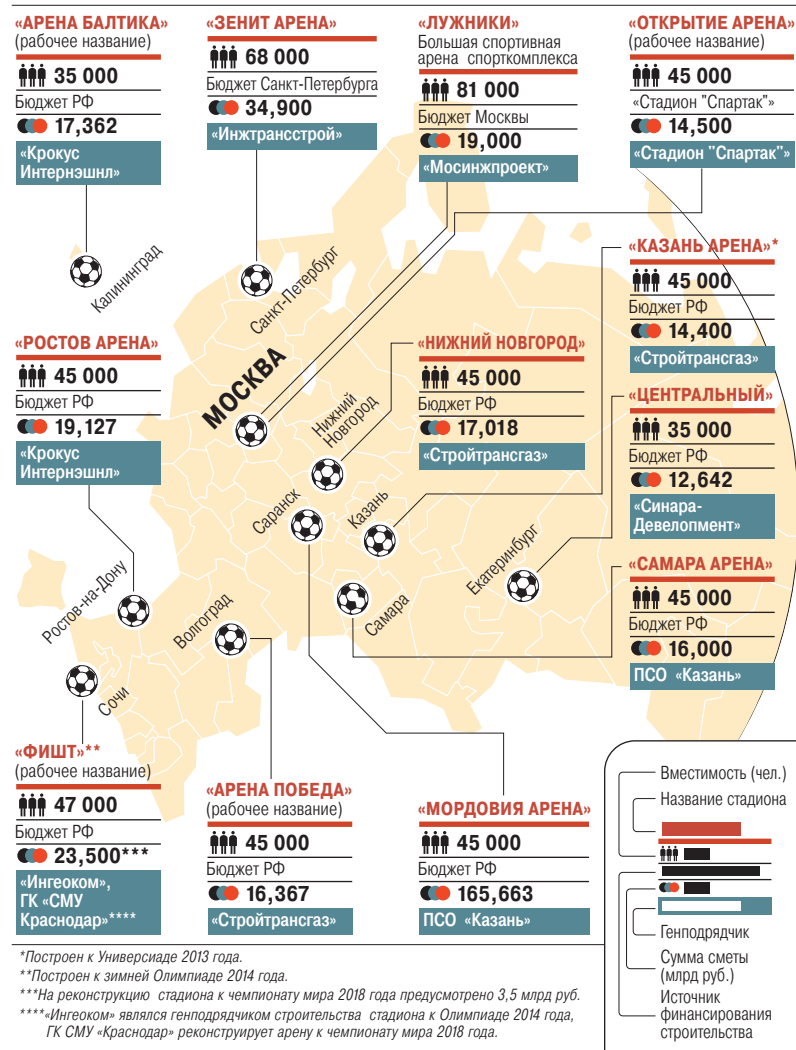 «АРЕНА БАЛТИКА»
(рабочее название)
35 000
Бюджет РФ
17,362
«Крокус
Интернэшнл»
«ЗЕНИТ АРЕНА»
68 000
Бюджет Санкт-Петербурга
34,900
«Инжтрансстрой»
«ЛУЖНИКИ»
Большая спортивная
арена спорткомплекса
81 000
Бюджет Москвы
19,000
«Мосинжпроект»
«ОТКРЫТИЕ АРЕНА»
(рабочее название)
45 000
«Стадион "Спартак"»
14,500
«Стадион "Спартак"»
Калининград
Санкт-Петербург
МОСКВА
Нижний
Новгород
Саранск
Казань
Екатеринбург
Самара
Волгоград
Ростов-на-Дону
Сочи
«КАЗАНЬ АРЕНА»*
45 000
Бюджет РФ
14,400
«Стройтрансгаз»
«РОСТОВ АРЕНА»
45 000
Бюджет РФ
19,127
«Крокус
Интернэшнл»
«НИЖНИЙ НОВГОРОД»
45 000
Бюджет РФ
17,018
«Стройтрансгаз»
«ЦЕНТРАЛЬНЫЙ»
35 000
Бюджет РФ
12,642
«Синара-
Девелопмент»
«САМАРА АРЕНА»
45 000
Бюджет РФ
16,000
ПСО «Казань»
«ФИШТ»**
(рабочее название)
47 000
Бюджет РФ
23,500***
«Ингеоком»,
ГК «СМУ
Краснодар»****
«АРЕНА ПОБЕДА»
(рабочее название)
45 000
Бюджет РФ
16,367
«Стройтрансгаз»
«МОРДОВИЯ АРЕНА»
45 000
Бюджет РФ
165,663
ПСО «Казань»
Вместимость (чел.)
Название стадиона
Генподрядчик
Сумма сметы
(млрд руб.)
Источник
финансирования
строительства
*Построен к Универсиаде 2013 года.
**Построен к зимней Олимпиаде 2014 года.
***На реконструкцию стадиона к чемпионату мира 2018 года предусмотрено 3,5 млрд руб.
****«Ингеоком» являлся генподрядчиком строительства стадиона к Олимпиаде 2014 года,
ГК СМУ «Краснодар» реконструирует арену к чемпионату мира 2018 года.